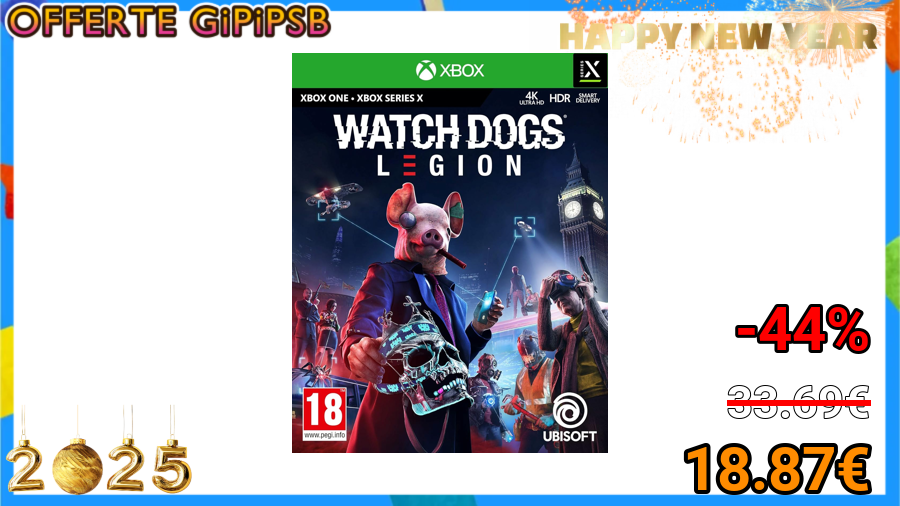 OFFERTE GiPiPSB
HAPPY NEW YEAR
XBOX
SERIES X
XBOX ONE • XBOX SERIES X
4K
ULTRA HD
HDR
SMART
DELIVERY
WATCH DOGS
LEGION
-44%
33.69€
18
www.pegi.info
UBISOFT
2025
18.87€